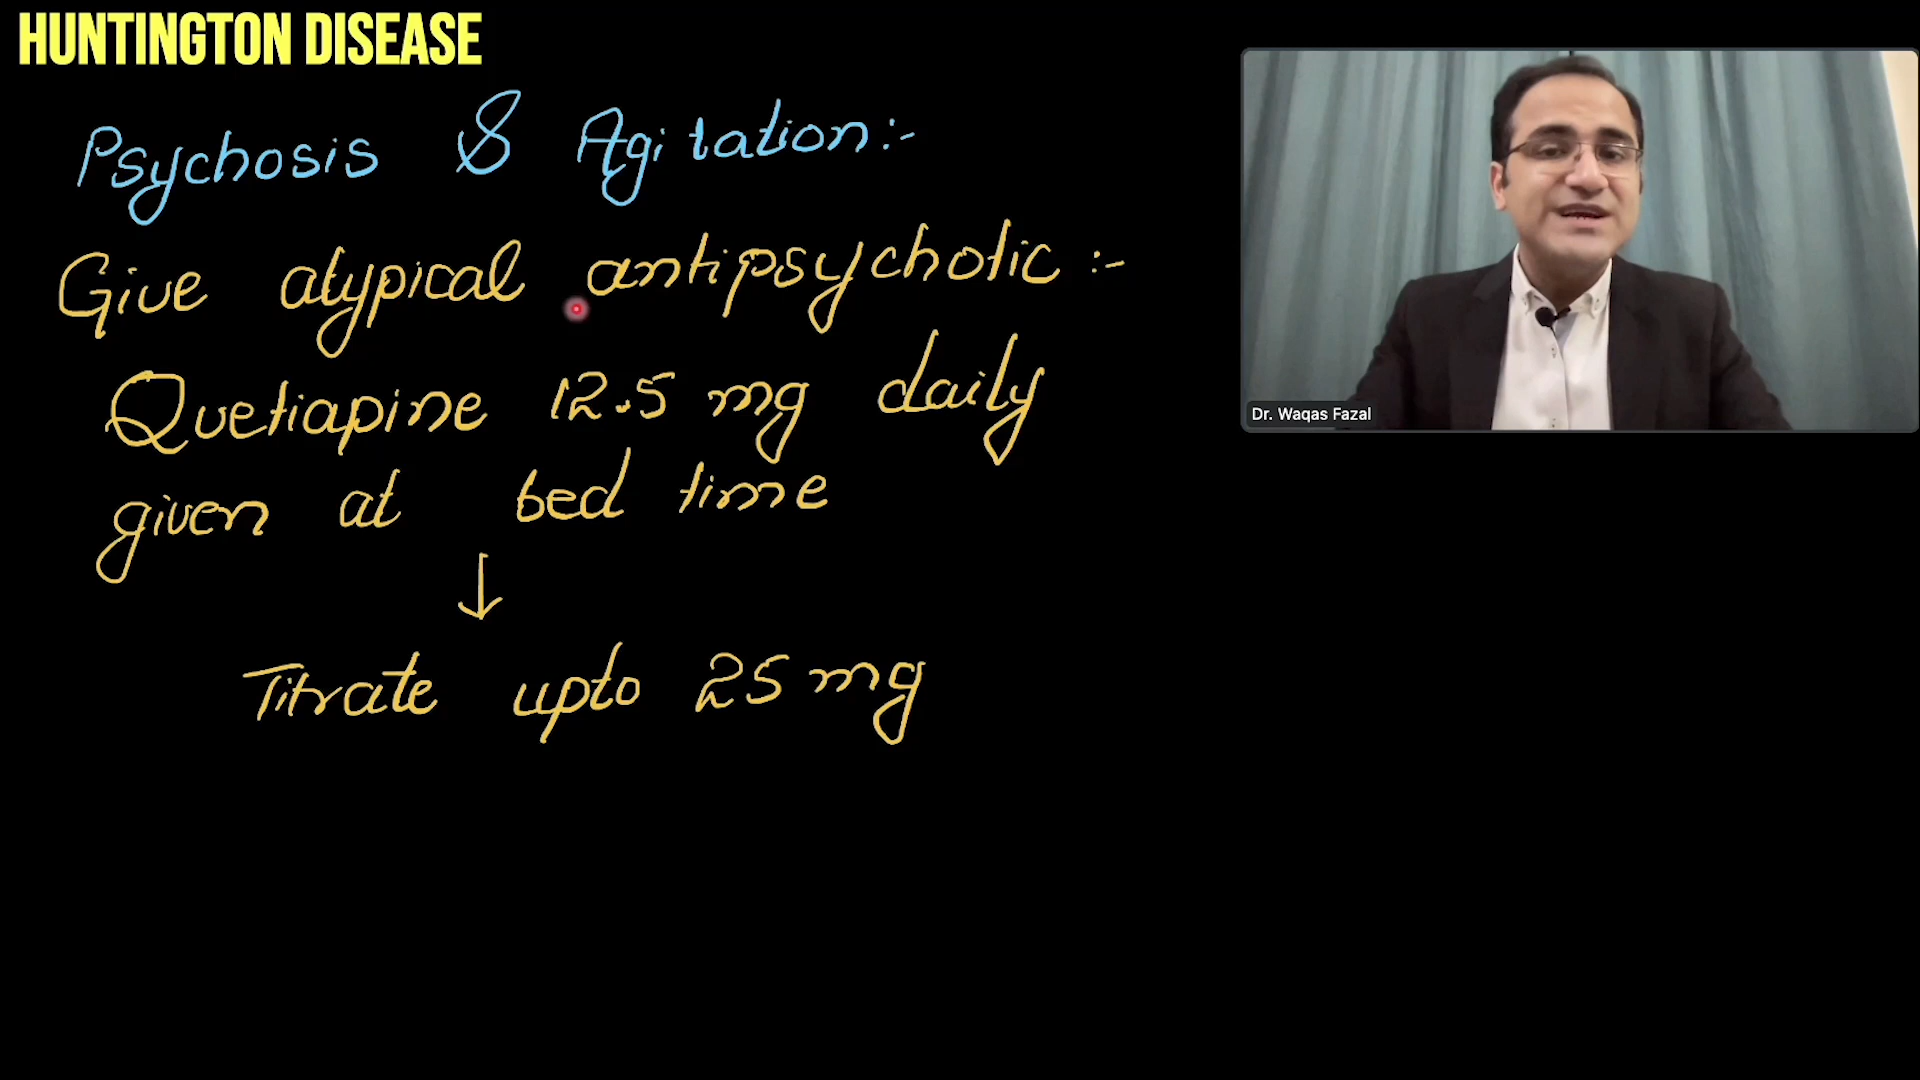 HUNTINGTON DISEASE
Psychosis & Agitation:-
Give atypical antipsychotic :-
Quetiapine 12.5 mg daily
given at bed time
↓
Titrate upto 25 mg
Dr. Waqas Fazal